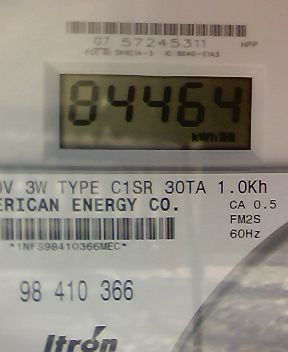 07 57245311 HPP
84464
kWh
0V 3W TYPE C1SR 30TA 1.0Kh
ERICAN ENERGY CO. CA 0.5
FM2S
60Hz
*1NFS98410366MEC*
98 410 366
Itron